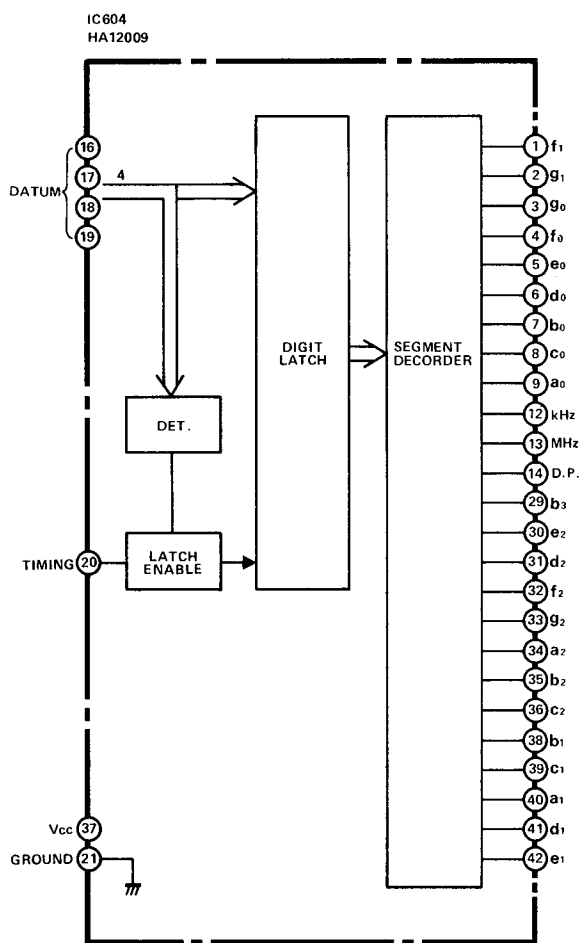 IC604
HA12009
16
17
18
19
DATUM
4
DIGIT
LATCH
SEGMENT
DECORDER
DET.
LATCH
ENABLE
TIMING 20
Vcc 37
GROUND 21
1 f₁
2 g₁
3 g₀
4 f₀
5 e₀
6 d₀
7 b₀
8 c₀
9 a₀
12 kHz
13 MHz
14 D.P.
29 b₃
30 e₂
31 d₂
32 f₂
33 g₂
34 a₂
35 b₂
36 c₂
38 b₁
39 c₁
40 a₁
41 d₁
42 e₁